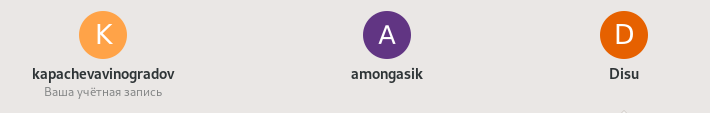 K
A
D
kapachevavinogradov
amongasik
Disu
Ваша учётная запись